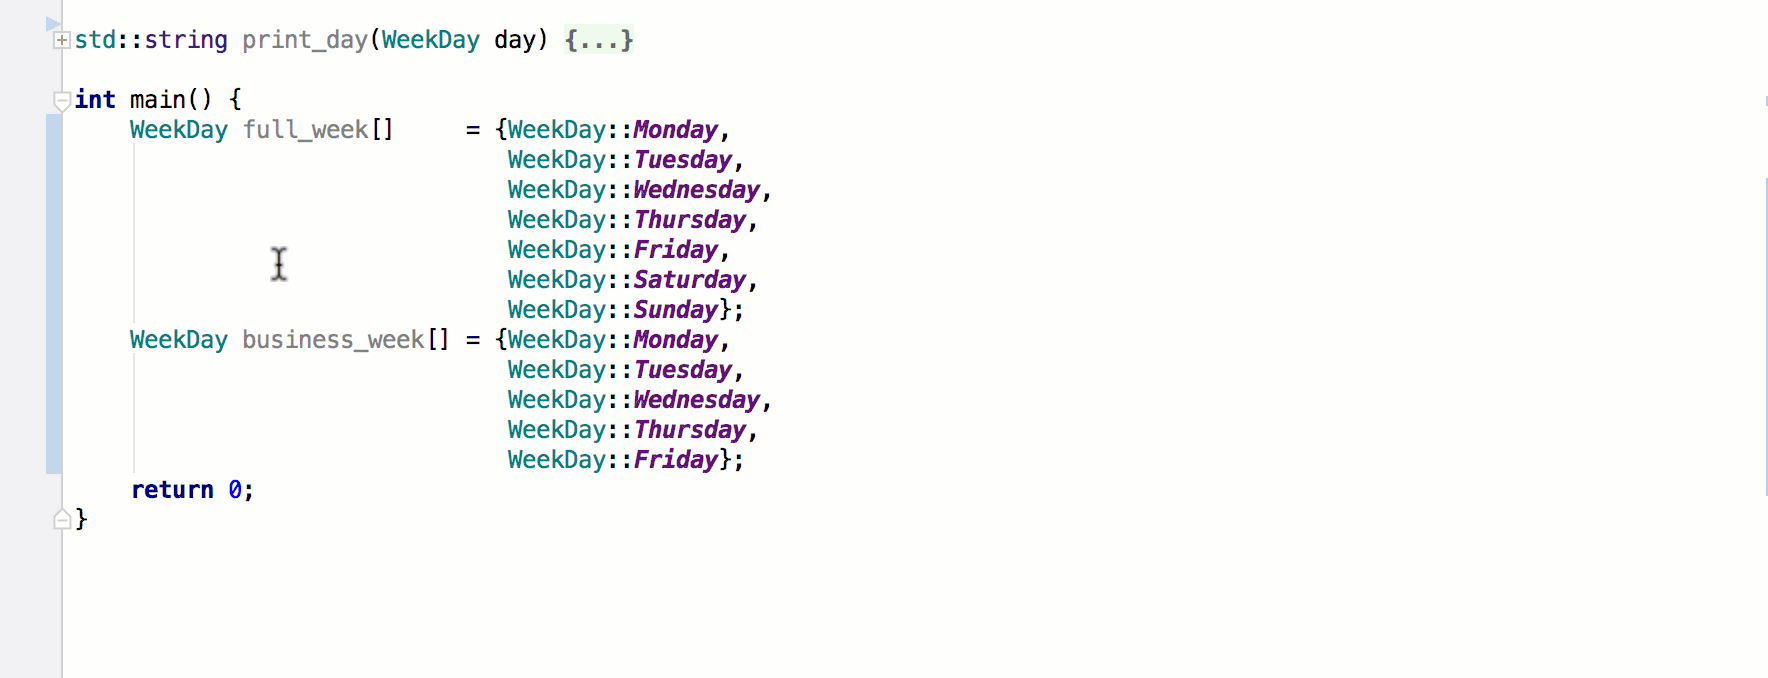 std::string print_day(WeekDay day) {...}
int main() {
    WeekDay full_week[]     = {WeekDay::Monday,
                               WeekDay::Tuesday,
                               WeekDay::Wednesday,
                               WeekDay::Thursday,
                               WeekDay::Friday,
                               WeekDay::Saturday,
                               WeekDay::Sunday};
    WeekDay business_week[] = {WeekDay::Monday,
                               WeekDay::Tuesday,
                               WeekDay::Wednesday,
                               WeekDay::Thursday,
                               WeekDay::Friday};
    return 0;
}